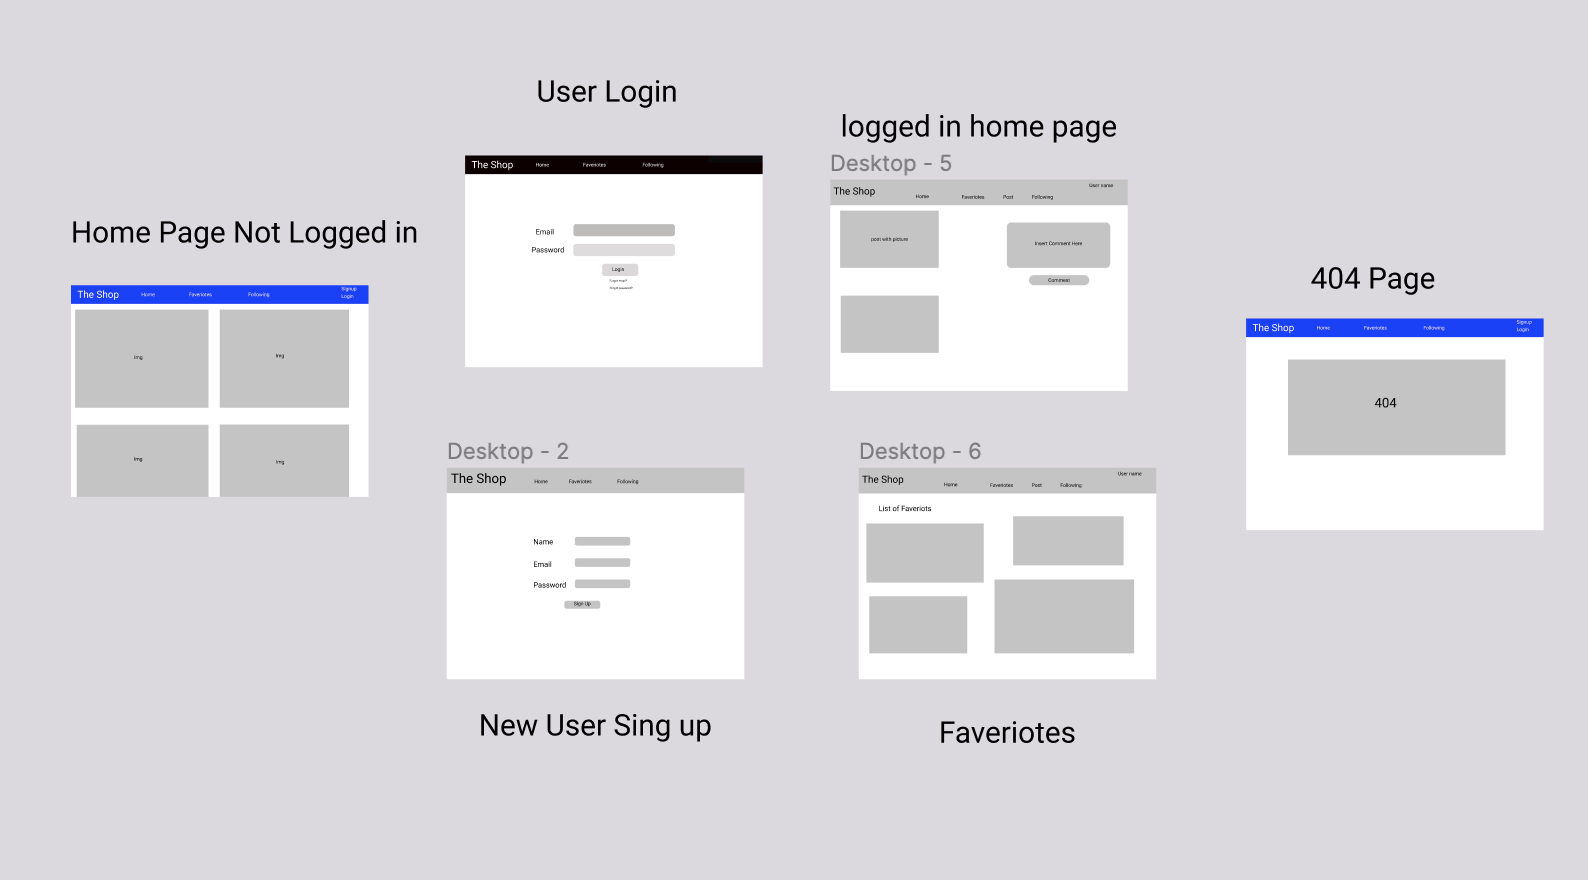 User Login
logged in home page
Desktop - 5
Home Page Not Logged in
404 Page
The Shop Home Faveriotes Following
Email
Password
Login
Forgot email?
Forgot password?
User name
The Shop Home Faveriotes Post Following
post with picture
Insert Comment Here
Comment
Signup
The Shop Home Faveriotes Following Login
Img Img
Img Img
Signup
The Shop Home Faveriotes Following Login
404
Desktop - 2
The Shop Home Faveriotes Following
Name
Email
Password
Sign Up
New User Sing up
Desktop - 6
User name
The Shop Home Faveriotes Post Following
List of Faveriots
Faveriotes